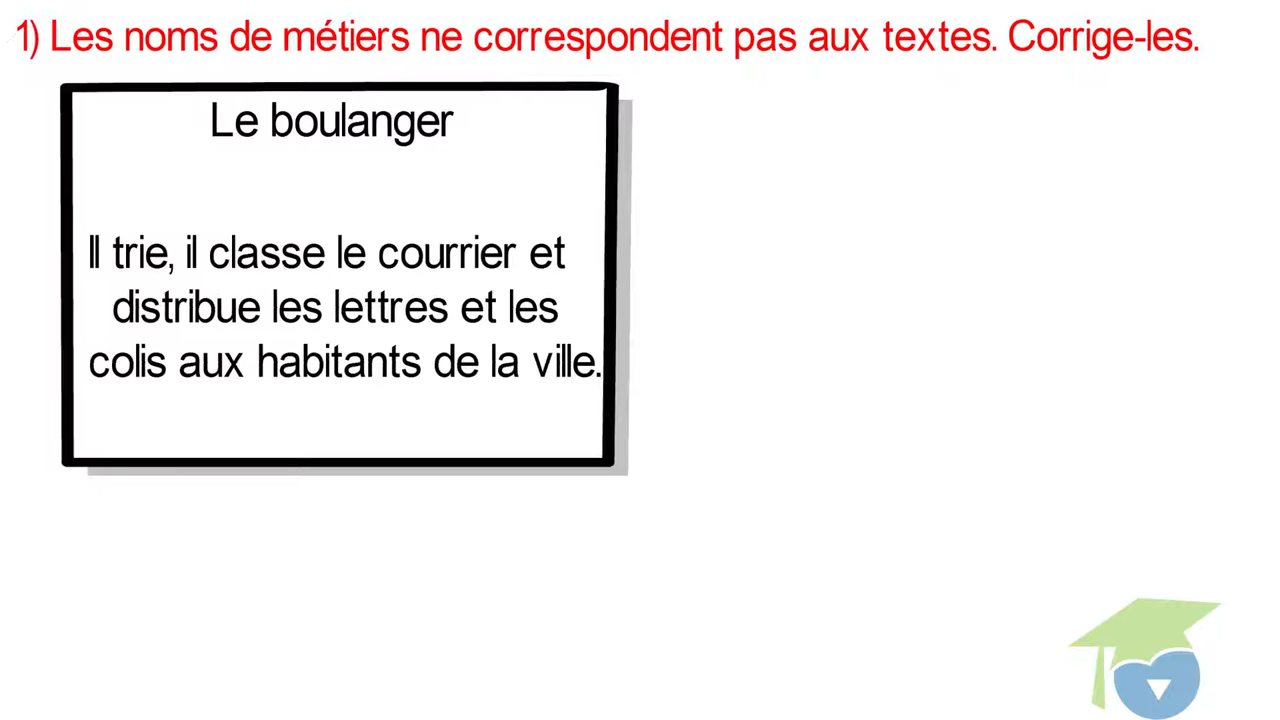 1) Les noms de métiers ne correspondent pas aux textes. Corrige-les.
Le boulanger
Il trie, il classe le courrier et
distribue les lettres et les
colis aux habitants de la ville.